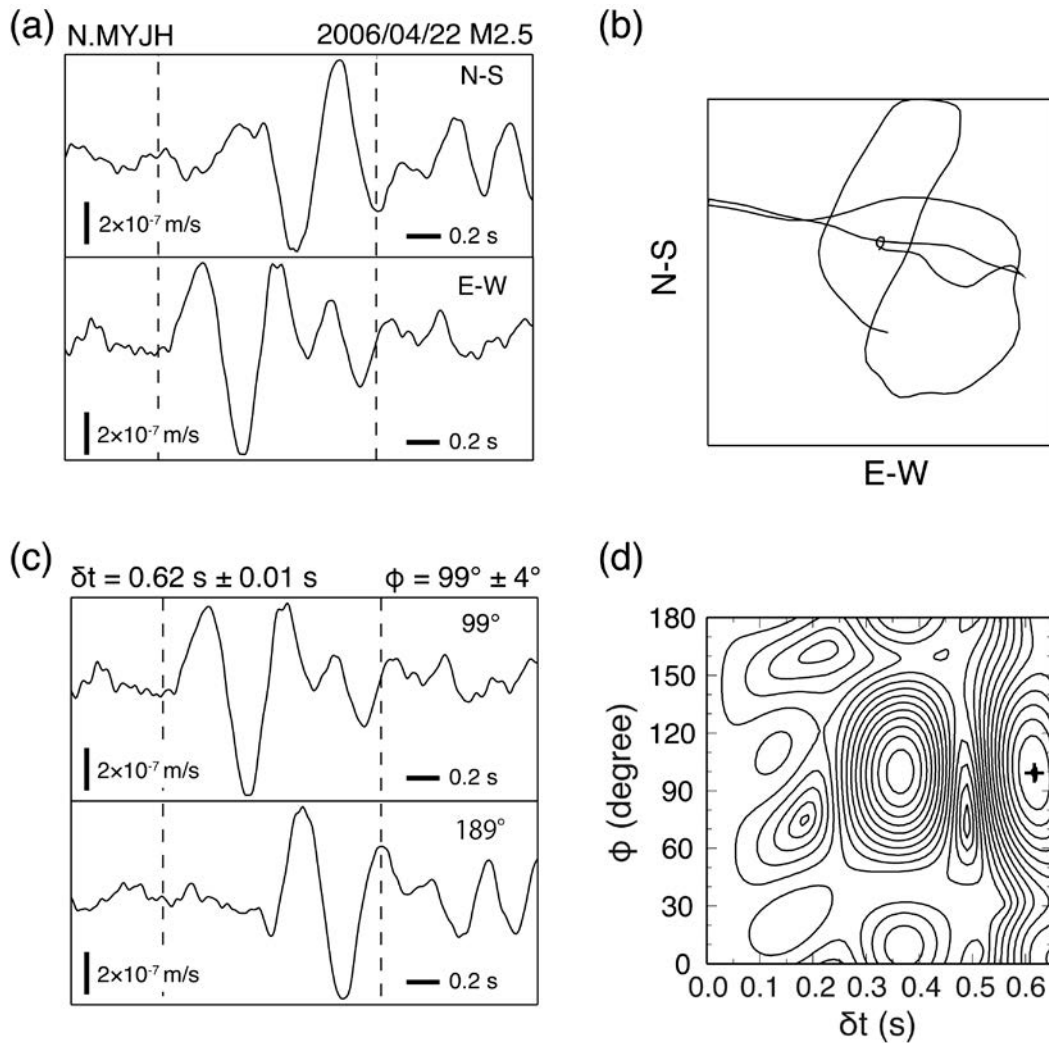 (a)
N.MYJH 2006/04/22 M2.5
N-S
2×10⁻⁷ m/s
0.2 s
E-W
2×10⁻⁷ m/s
0.2 s
(b)
N-S
E-W
(c)
δt = 0.62 s ± 0.01 s ϕ = 99° ± 4°
99°
2×10⁻⁷ m/s
0.2 s
189°
2×10⁻⁷ m/s
0.2 s
(d)
180
150
120
90
60
30
0
ϕ (degree)
0.0 0.1 0.2 0.3 0.4 0.5 0.6
δt (s)